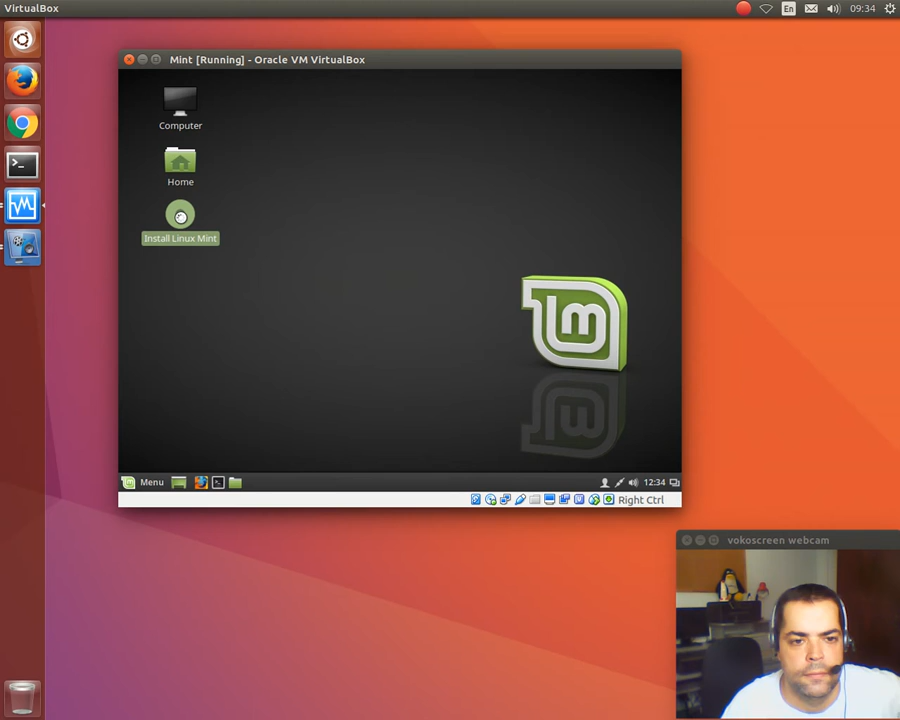 VirtualBox
En
09:34
Mint [Running] - Oracle VM VirtualBox
Computer
Home
Install Linux Mint
lm
Menu
12:34
Right Ctrl
vokoscreen webcam